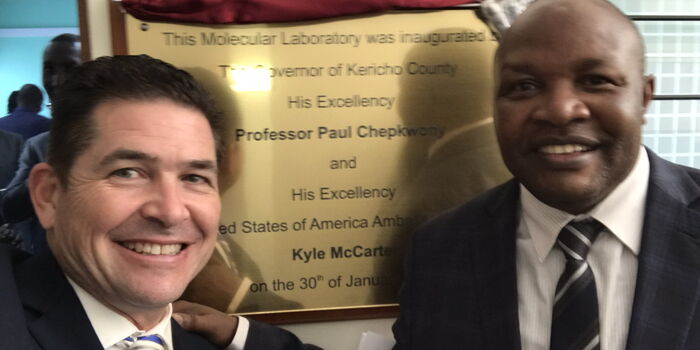 This Molecular Laboratory was inaugurated
Governor of Kericho County
His Excellency
Professor Paul Chepkwony
and
His Excellency
States of America
Kyle McCarter
on the 30th of